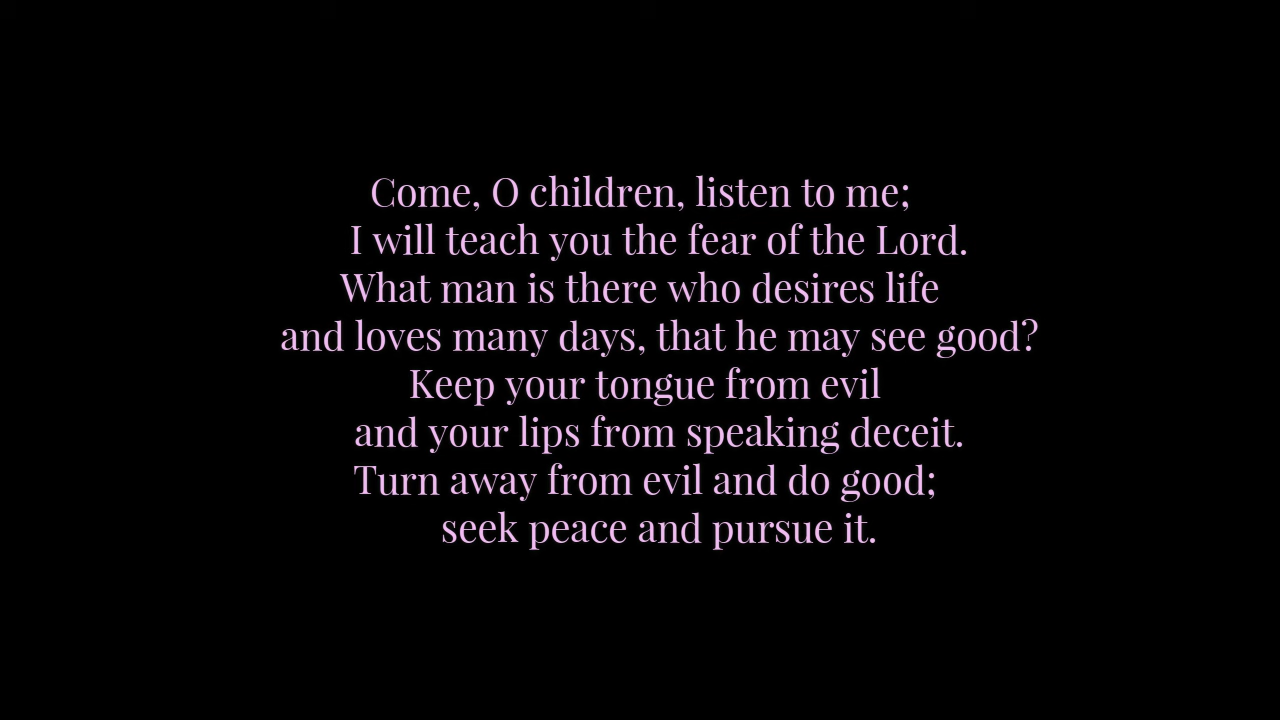 Come, O children, listen to me;
I will teach you the fear of the Lord.
What man is there who desires life
and loves many days, that he may see good?
Keep your tongue from evil
and your lips from speaking deceit.
Turn away from evil and do good;
seek peace and pursue it.